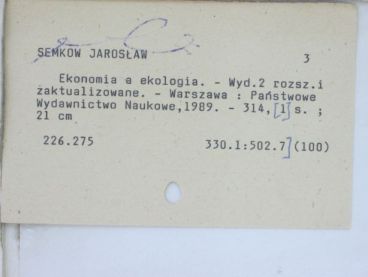 SEMKOW JAROSŁAW 3
Ekonomia a ekologia. - Wyd.2 rozsz.i
zaktualizowane. - Warszawa : Państwowe
Wydawnictwo Naukowe,1989. - 314,[1] s. ;
21 cm
226.275 330.1:502.7](100)